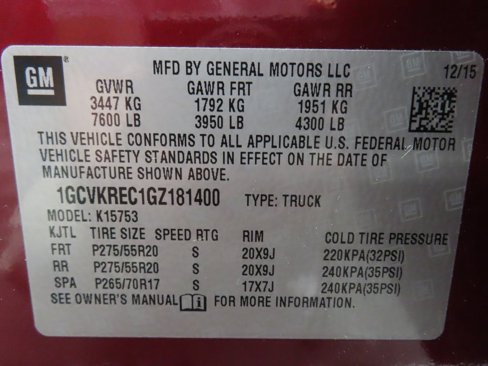 GM ®
MFD BY GENERAL MOTORS LLC 12/15
GVWR GAWR FRT GAWR RR
3447 KG 1792 KG 1951 KG
7600 LB 3950 LB 4300 LB
THIS VEHICLE CONFORMS TO ALL APPLICABLE U.S. FEDERAL MOTOR
VEHICLE SAFETY STANDARDS IN EFFECT ON THE DATE OF
MANUFACTURE SHOWN ABOVE.
1GCVKREC1GZ181400 TYPE: TRUCK
MODEL: K15753
KJTL TIRE SIZE SPEED RTG RIM COLD TIRE PRESSURE
FRT P275/55R20 S 20X9J 220KPA(32PSI)
RR P275/55R20 S 20X9J 240KPA(35PSI)
SPA P265/70R17 S 17X7J 240KPA(35PSI)
SEE OWNER'S MANUAL FOR MORE INFORMATION.